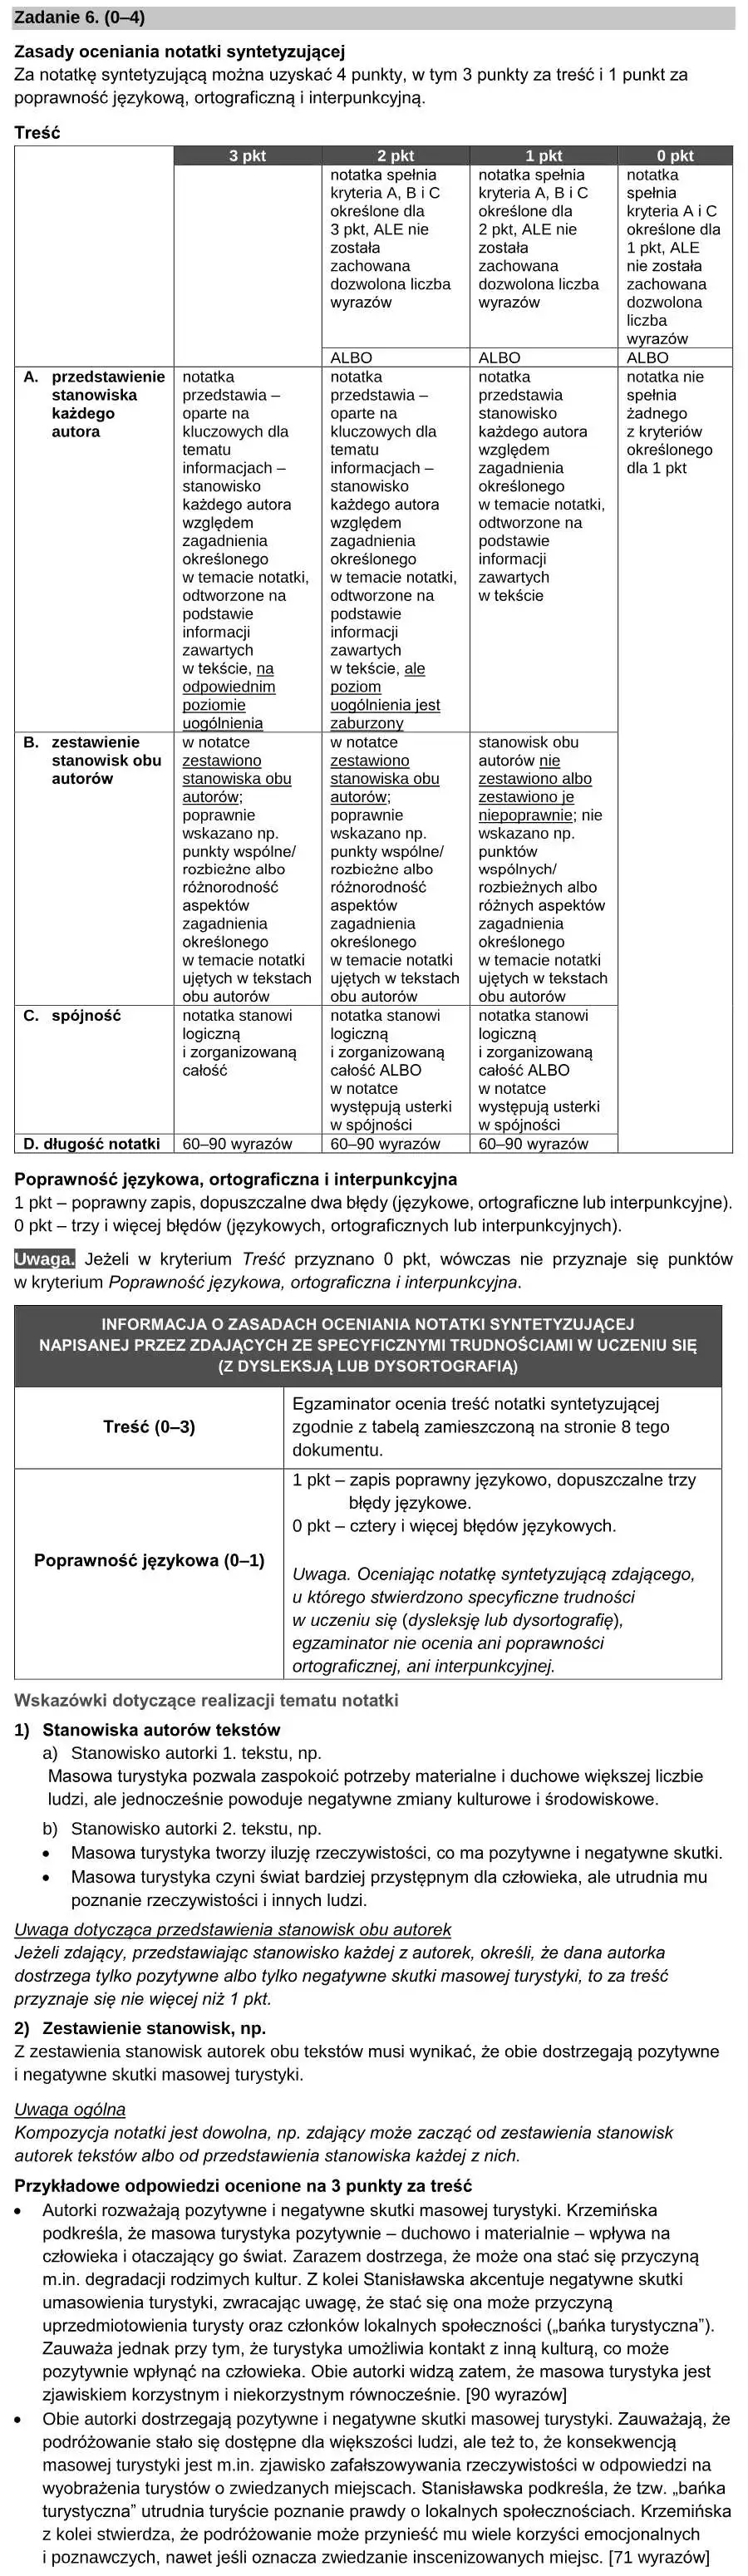 Zadanie 6. (0–4)
Zasady oceniania notatki syntetyzującej
Za notatkę syntetyzującą można uzyskać 4 punkty, w tym 3 punkty za treść i 1 punkt za
poprawność językową, ortograficzną i interpunkcyjną.
Treść
3 pkt
2 pkt
1 pkt
0 pkt
notatka spełnia
kryteria A, B i C
określone dla
3 pkt, ALE nie
została
zachowana
dozwolona liczba
wyrazów
notatka spełnia
kryteria A, B i C
określone dla
2 pkt, ALE nie
została
zachowana
dozwolona liczba
wyrazów
notatka
spełnia
kryteria A i C
określone dla
1 pkt, ALE
nie została
zachowana
dozwolona
liczba
wyrazów
ALBO
ALBO
ALBO
A. przedstawienie
stanowiska
każdego
autora
notatka
przedstawia –
oparte na
kluczowych dla
tematu
informacjach –
stanowisko
każdego autora
względem
zagadnienia
określonego
w temacie notatki,
odtworzone na
podstawie
informacji
zawartych
w tekście, na
odpowiednim
poziomie
uogólnienia
notatka
przedstawia –
oparte na
kluczowych dla
tematu
informacjach –
stanowisko
każdego autora
względem
zagadnienia
określonego
w temacie notatki,
odtworzone na
podstawie
informacji
zawartych
w tekście, ale
poziom
uogólnienia jest
zaburzony
notatka
przedstawia
stanowisko
każdego autora
względem
zagadnienia
określonego
w temacie notatki,
odtworzone na
podstawie
informacji
zawartych
w tekście
notatka nie
spełnia
żadnego
z kryteriów
określonego
dla 1 pkt
B. zestawienie
stanowisk obu
autorów
w notatce
zestawiono
stanowiska obu
autorów;
poprawnie
wskazano np.
punkty wspólne/
rozbieżne albo
różnorodność
aspektów
zagadnienia
określonego
w temacie notatki
ujętych w tekstach
obu autorów
w notatce
zestawiono
stanowiska obu
autorów;
poprawnie
wskazano np.
punkty wspólne/
rozbieżne albo
różnorodność
aspektów
zagadnienia
określonego
w temacie notatki
ujętych w tekstach
obu autorów
stanowisk obu
autorów nie
zestawiono albo
zestawiono je
niepoprawnie; nie
wskazano np.
punktów
wspólnych/
rozbieżnych albo
różnych aspektów
zagadnienia
określonego
w temacie notatki
ujętych w tekstach
obu autorów
C. spójność
notatka stanowi
logiczną
i zorganizowaną
całość
notatka stanowi
logiczną
i zorganizowaną
całość ALBO
w notatce
występują usterki
w spójności
notatka stanowi
logiczną
i zorganizowaną
całość ALBO
w notatce
występują usterki
w spójności
D. długość notatki
60–90 wyrazów
60–90 wyrazów
60–90 wyrazów
Poprawność językowa, ortograficzna i interpunkcyjna
1 pkt – poprawny zapis, dopuszczalne dwa błędy (językowe, ortograficzne lub interpunkcyjne).
0 pkt – trzy i więcej błędów (językowych, ortograficznych lub interpunkcyjnych).
Uwaga. Jeżeli w kryterium Treść przyznano 0 pkt, wówczas nie przyznaje się punktów
w kryterium Poprawność językowa, ortograficzna i interpunkcyjna.
INFORMACJA O ZASADACH OCENIANIA NOTATKI SYNTETYZUJĄCEJ
NAPISANEJ PRZEZ ZDAJĄCYCH ZE SPECYFICZNYMI TRUDNOŚCIAMI W UCZENIU SIĘ
(Z DYSLEKSJĄ LUB DYSORTOGRAFIĄ)
Treść (0–3)
Egzaminator ocenia treść notatki syntetyzującej
zgodnie z tabelą zamieszczoną na stronie 8 tego
dokumentu.
Poprawność językowa (0–1)
1 pkt – zapis poprawny językowo, dopuszczalne trzy
błędy językowe.
0 pkt – cztery i więcej błędów językowych.
Uwaga. Oceniając notatkę syntetyzującą zdającego,
u którego stwierdzono specyficzne trudności
w uczeniu się (dysleksję lub dysortografię),
egzaminator nie ocenia ani poprawności
ortograficznej, ani interpunkcyjnej.
Wskazówki dotyczące realizacji tematu notatki
1) Stanowiska autorów tekstów
a) Stanowisko autorki 1. tekstu, np.
Masowa turystyka pozwala zaspokoić potrzeby materialne i duchowe większej liczbie
ludzi, ale jednocześnie powoduje negatywne zmiany kulturowe i środowiskowe.
b) Stanowisko autorki 2. tekstu, np.
• Masowa turystyka tworzy iluzję rzeczywistości, co ma pozytywne i negatywne skutki.
• Masowa turystyka czyni świat bardziej przystępnym dla człowieka, ale utrudnia mu
poznanie rzeczywistości i innych ludzi.
Uwaga dotycząca przedstawienia stanowisk obu autorek
Jeżeli zdający, przedstawiając stanowisko każdej z autorek, określi, że dana autorka
dostrzega tylko pozytywne albo tylko negatywne skutki masowej turystyki, to za treść
przyznaje się nie więcej niż 1 pkt.
2) Zestawienie stanowisk, np.
Z zestawienia stanowisk autorek obu tekstów musi wynikać, że obie dostrzegają pozytywne
i negatywne skutki masowej turystyki.
Uwaga ogólna
Kompozycja notatki jest dowolna, np. zdający może zacząć od zestawienia stanowisk
autorek tekstów albo od przedstawienia stanowiska każdej z nich.
Przykładowe odpowiedzi ocenione na 3 punkty za treść
• Autorki rozważają pozytywne i negatywne skutki masowej turystyki. Krzemińska
podkreśla, że masowa turystyka pozytywnie – duchowo i materialnie – wpływa na
człowieka i otaczający go świat. Zarazem dostrzega, że może ona stać się przyczyną
m.in. degradacji rodzimych kultur. Z kolei Stanisławska akcentuje negatywne skutki
umasowienia turystyki, zwracając uwagę, że stać się ona może przyczyną
uprzedmiotowienia turysty oraz członków lokalnych społeczności („bańka turystyczna”).
Zauważa jednak przy tym, że turystyka umożliwia kontakt z inną kulturą, co może
pozytywnie wpłynąć na człowieka. Obie autorki widzą zatem, że masowa turystyka jest
zjawiskiem korzystnym i niekorzystnym równocześnie. [90 wyrazów]
• Obie autorki dostrzegają pozytywne i negatywne skutki masowej turystyki. Zauważają, że
podróżowanie stało się dostępne dla większości ludzi, ale też to, że konsekwencją
masowej turystyki jest m.in. zjawisko zafałszowywania rzeczywistości w odpowiedzi na
wyobrażenia turystów o zwiedzanych miejscach. Stanisławska podkreśla, że tzw. „bańka
turystyczna” utrudnia turyście poznanie prawdy o lokalnych społecznościach. Krzemińska
z kolei stwierdza, że podróżowanie może przynieść mu wiele korzyści emocjonalnych
i poznawczych, nawet jeśli oznacza zwiedzanie inscenizowanych miejsc. [71 wyrazów]